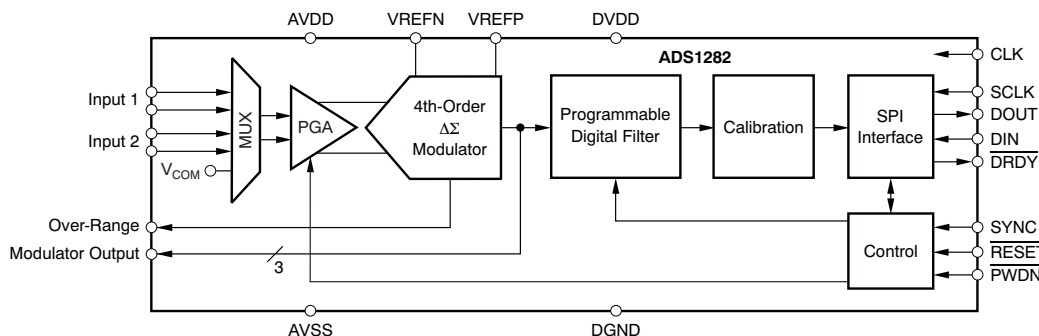 AVDD VREFN VREFP DVDD
ADS1282
CLK
Input 1
Input 2
V_COM
MUX
PGA
4th-Order
ΔΣ
Modulator
Programmable
Digital Filter
Calibration
SPI
Interface
SCLK
DOUT
DIN
DRDY
Over-Range
Modulator Output
3
Control
SYNC
RESET
PWDN
AVSS DGND